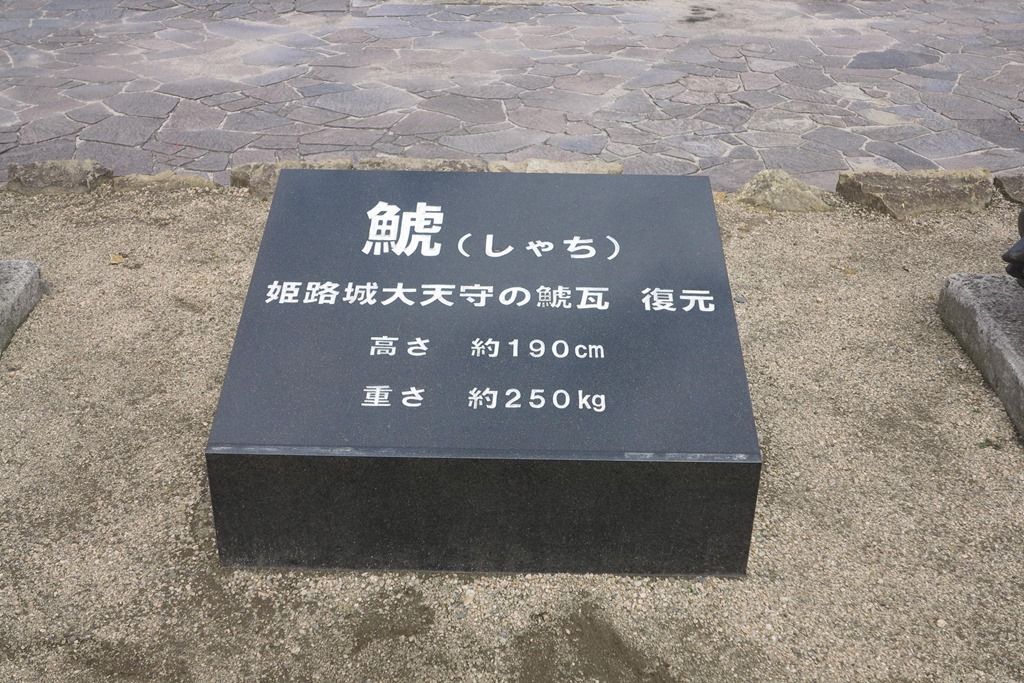 鯱(しゃち)
姫路城大天守の鯱瓦 復元
高さ 約190cm
重さ 約250kg